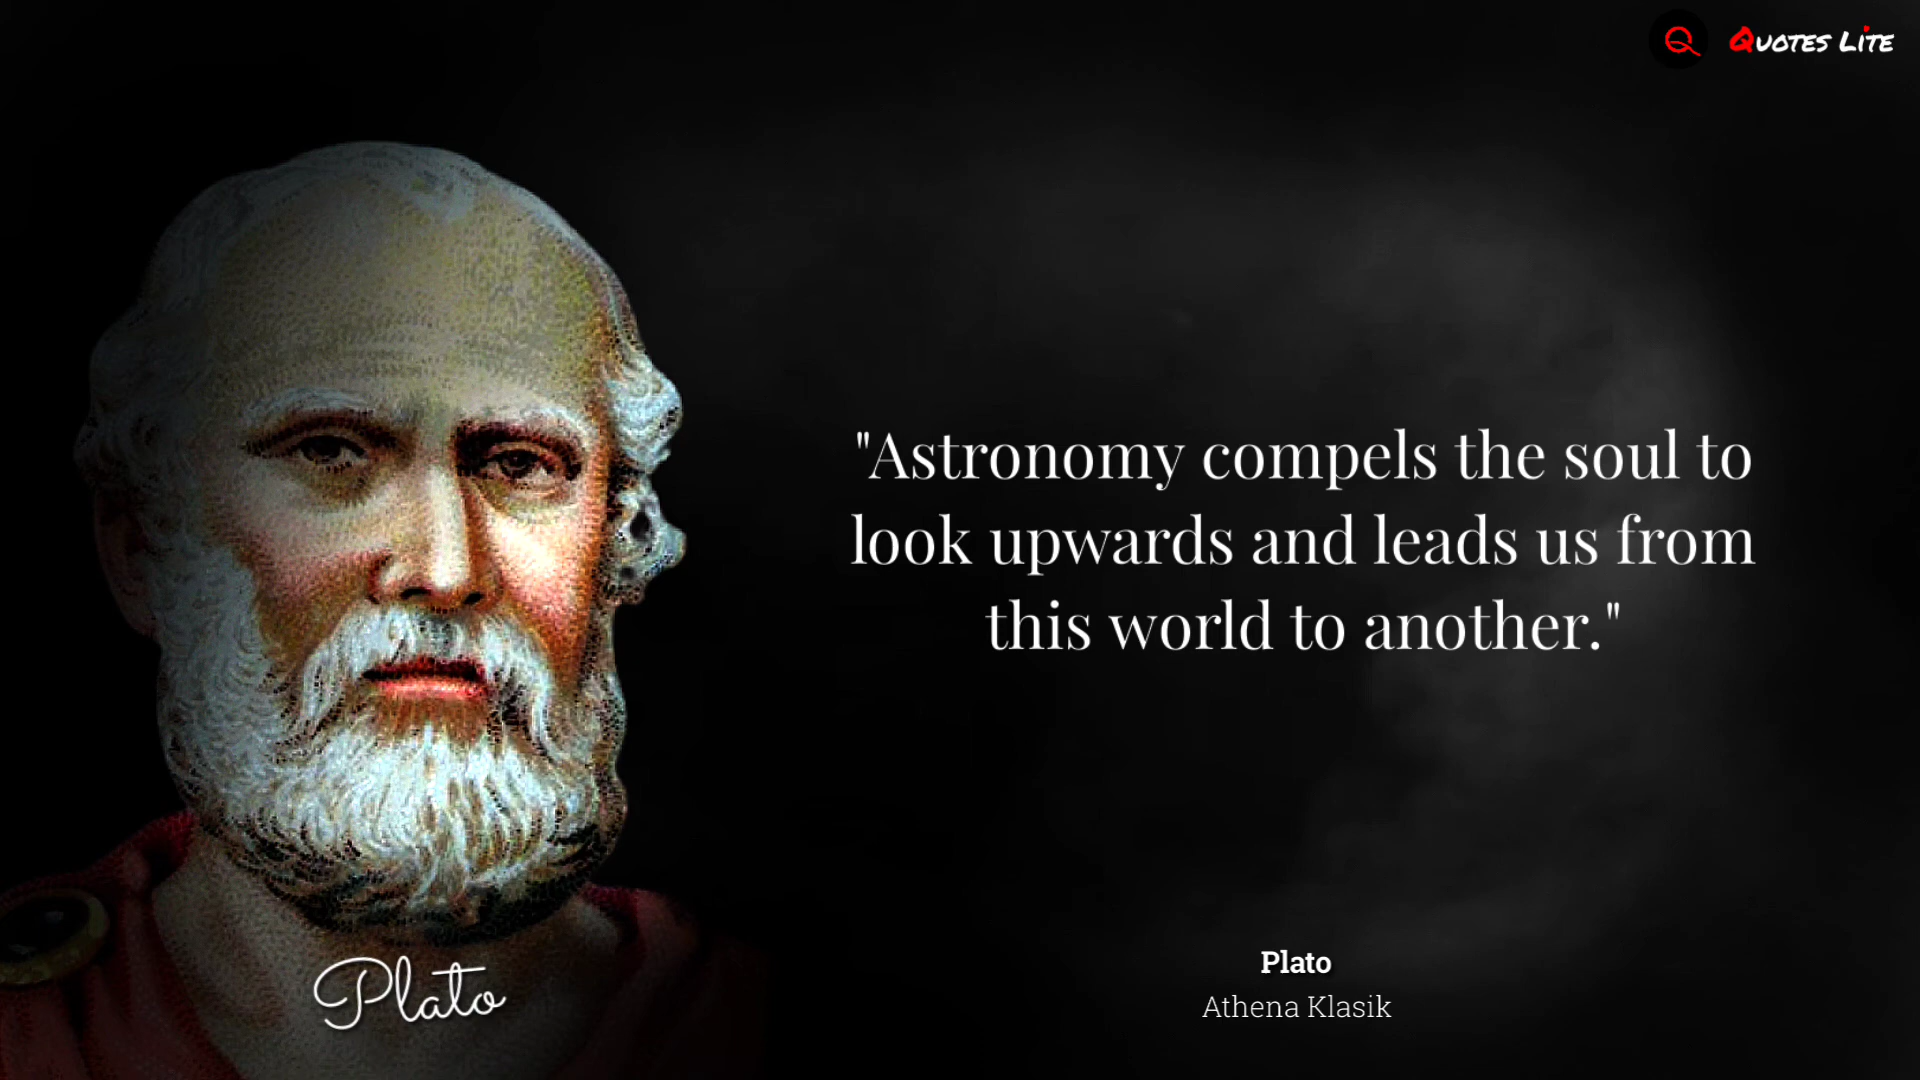 Quotes Lite
"Astronomy compels the soul to
look upwards and leads us from
this world to another."
Plato
Plato
Athena Klasik